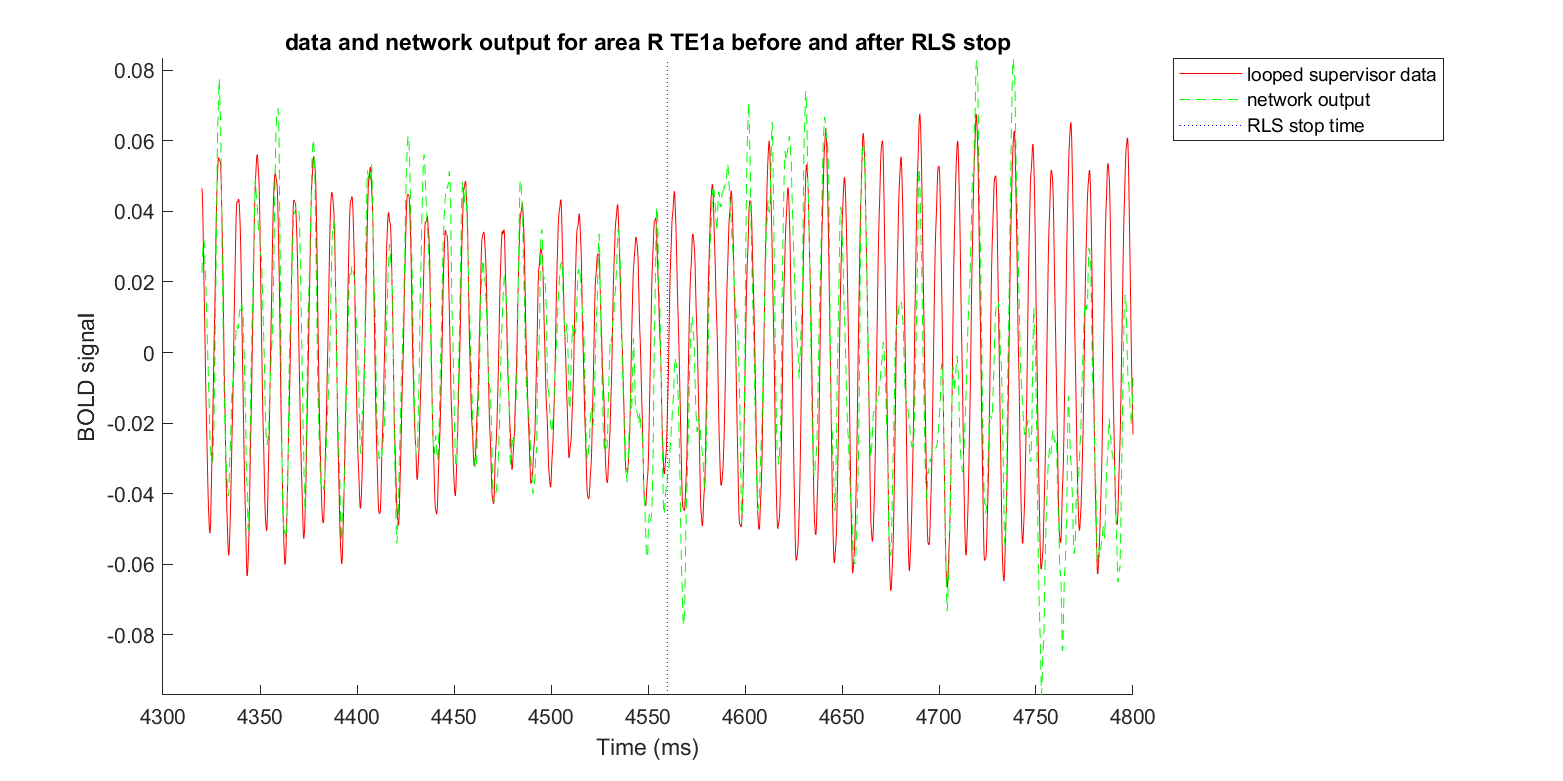 data and network output for area R TE1a before and after RLS stop
looped supervisor data
network output
RLS stop time
0.08
0.06
0.04
0.02
0
-0.02
-0.04
-0.06
-0.08
BOLD signal
4300 4350 4400 4450 4500 4550 4600 4650 4700 4750 4800
Time (ms)